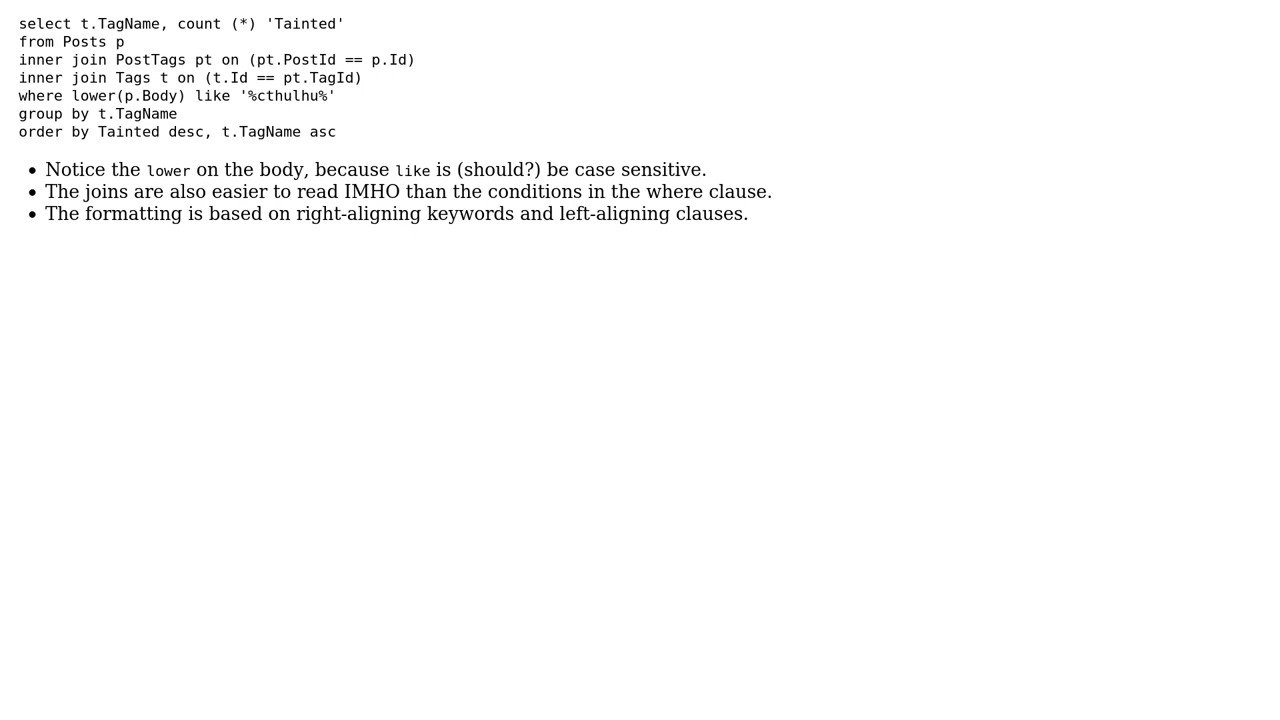 select t.TagName, count (*) 'Tainted'
from Posts p
inner join PostTags pt on (pt.PostId == p.Id)
inner join Tags t on (t.Id == pt.TagId)
where lower(p.Body) like '%cthulhu%'
group by t.TagName
order by Tainted desc, t.TagName asc
• Notice the lower on the body, because like is (should?) be case sensitive.
• The joins are also easier to read IMHO than the conditions in the where clause.
• The formatting is based on right-aligning keywords and left-aligning clauses.